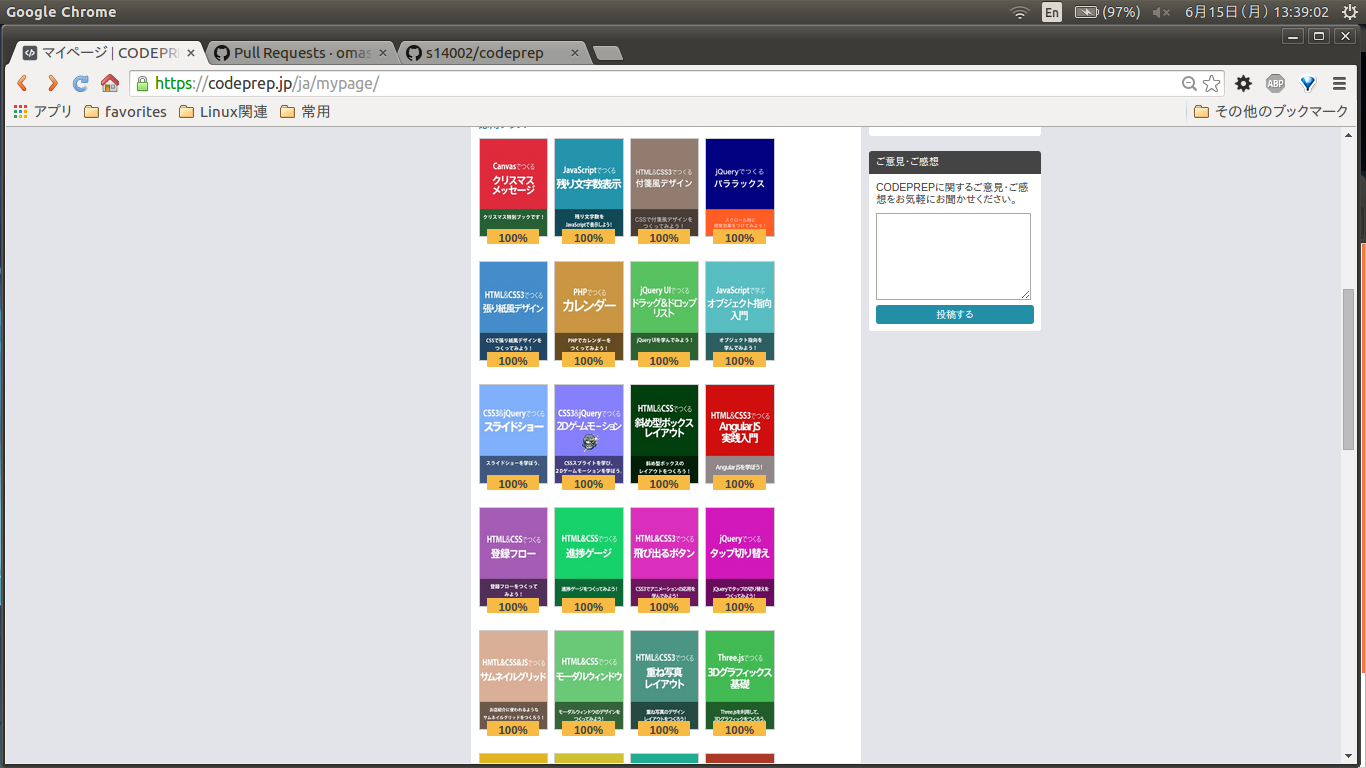 Google Chrome
En
(97%)
6月15日(月) 13:39:02
マイページ | CODEPR
Pull Requests · omas
s14002/codeprep
https://codeprep.jp/ja/mypage/
ABP
アプリ
favorites
Linux関連
常用
その他のブックマーク
Canvasでつくる
クリスマス
メッセージ
クリスマス特別ブックです！
100%
JavaScriptでつくる
残り文字数表示
残り文字数を
JavaScriptで表示しよう！
100%
HTML&CSS3でつくる
付箋風デザイン
CSSで付箋風デザインを
つくってみよう！
100%
jQueryでつくる
パララックス
スクロール時に
100%
HTML&CSS3でつくる
張り紙風デザイン
CSSで張り紙風デザインを
つくってみよう！
100%
PHPでつくる
カレンダー
PHPでカレンダーを
つくってみよう！
100%
jQuery UIでつくる
ドラッグ&ドロップ
リスト
jQuery UIを学んでみよう！
100%
JavaScriptで学ぶ
オブジェクト指向
入門
オブジェクト指向を
学んでみよう！
100%
CSS3&jQueryでつくる
スライドショー
スライドショーを学ぼう。
100%
CSS3&jQueryでつくる
2Dゲームモーション
CSSスプライトを学び、
2Dゲームモーションを学ぼう。
100%
HTML&CSSでつくる
斜め型ボックス
レイアウト
斜め型ボックスの
レイアウトをつくろう！
100%
HTML&CSS3でつくる
AngularJS
実践入門
AngularJSを学ぼう！
100%
HTML&CSSでつくる
登録フロー
登録フローをつくって
みよう！
100%
HTML&CSSでつくる
進捗ゲージ
進捗ゲージをつくってみよう！
100%
HTML&CSS3でつくる
飛び出るボタン
CSS3でアニメーションの応用を
学んでみよう！
100%
jQueryでつくる
タップ切り替え
jQueryでタップの切り替えを
つくってみよう！
100%
HMTL&CSS&JSでつくる
サムネイルグリッド
お店紹介に使われるような
サムネイルグリッドをつくろう！
100%
HTML&CSSでつくる
モーダルウィンドウ
モーダルウィンドウのデザインを
つくってみよう！
100%
HTML&CSS3でつくる
重ね写真
レイアウト
重ね写真のデザイン
レイアウトをつくろう！
100%
Three.jsでつくる
3Dグラフィックス
基礎
Three.jsを利用して、
3Dグラフィックをつくろう。
100%
ご意見・ご感想
CODEPREPに関するご意見・ご感
想をお気軽にお聞かせください。
投稿する